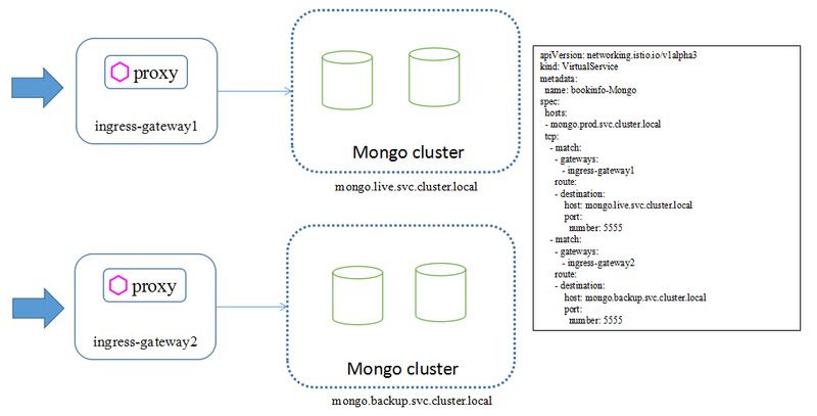 proxy
ingress-gateway1
Mongo cluster
mongo.live.svc.cluster.local
proxy
ingress-gateway2
Mongo cluster
mongo.backup.svc.cluster.local
apiVersion: networking.istio.io/v1alpha3
kind: VirtualService
metadata:
name: bookinfo-Mongo
spec:
hosts:
- mongo.prod.svc.cluster.local
tcp:
- match:
- gateways:
- ingress-gateway1
route:
- destination:
host: mongo.live.svc.cluster.local
port:
number: 5555
- match:
- gateways:
- ingress-gateway2
route:
- destination:
host: mongo.backup.svc.cluster.local
port:
number: 5555